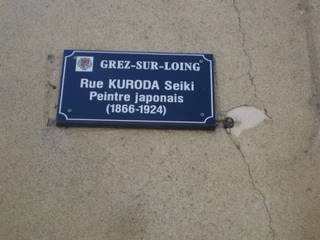 GREZ-SUR-LOING
Rue KURODA Seiki
Peintre japonais
(1866-1924)